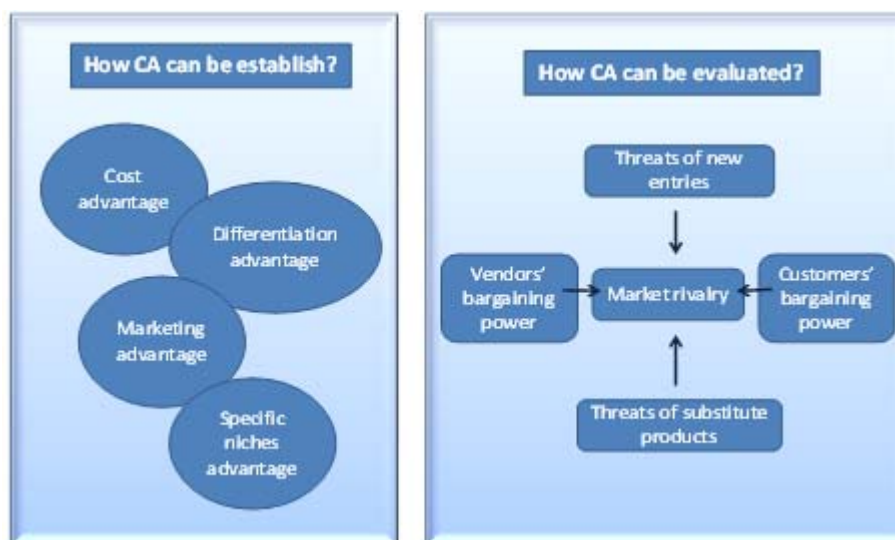 How CA can be establish?
Cost
advantage
Differentiation
advantage
Marketing
advantage
Specific
niches
advantage
How CA can be evaluated?
Threats of new
entries
Vendors'
bargaining
power
Market rivalry
Customers'
bargaining
power
Threats of substitute
products